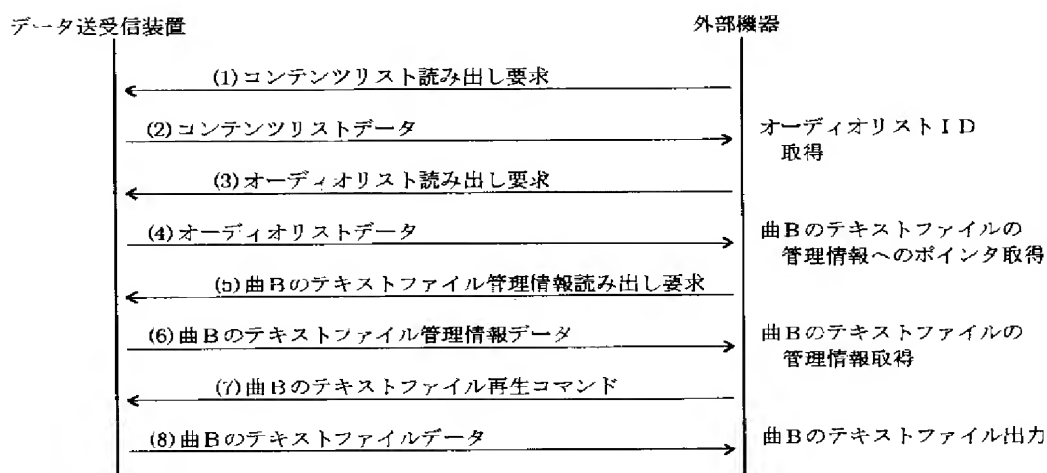 データ送受信装置
外部機器
(1)コンテンツリスト読み出し要求
(2)コンテンツリストデータ
オーディオリストID
取得
(3)オーディオリスト読み出し要求
(4)オーディオリストデータ
曲Bのテキストファイルの
管理情報へのポインタ取得
(5)曲Bのテキストファイル管理情報読み出し要求
(6)曲Bのテキストファイル管理情報データ
曲Bのテキストファイルの
管理情報取得
(7)曲Bのテキストファイル再生コマンド
(8)曲Bのテキストファイルデータ
曲Bのテキストファイル出力